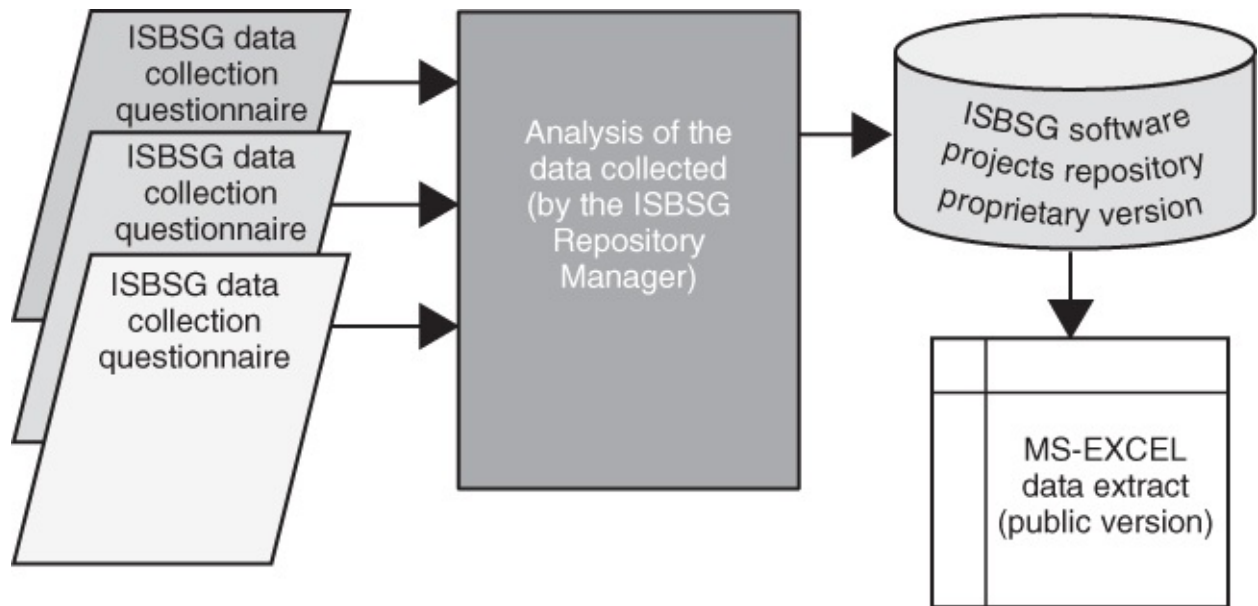 ISBSG data
collection
questionnaire
ISBSG data
collection
questionnaire
ISBSG data
collection
questionnaire
Analysis of the
data collected
(by the ISBSG
Repository
Manager)
ISBSG software
projects repository
proprietary version
MS-EXCEL
data extract
(public version)